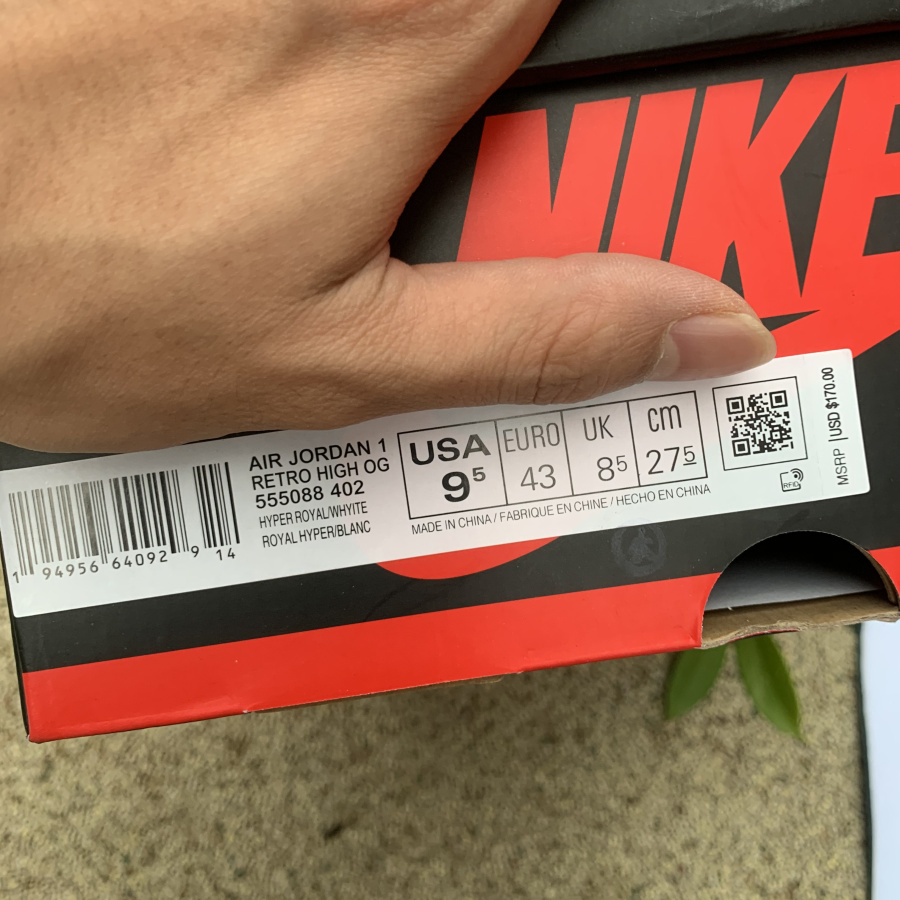 NIKE
AIR JORDAN 1
RETRO HIGH OG
555088 402
HYPER ROYAL/WHYITE
ROYAL HYPER/BLANC
1 94956 64092 9 14
USA
9⁵
EURO
43
UK
8⁵
cm
27⁵
MADE IN CHINA / FABRIQUE EN CHINE / HECHO EN CHINA
RFID
MSRP | USD $170.00